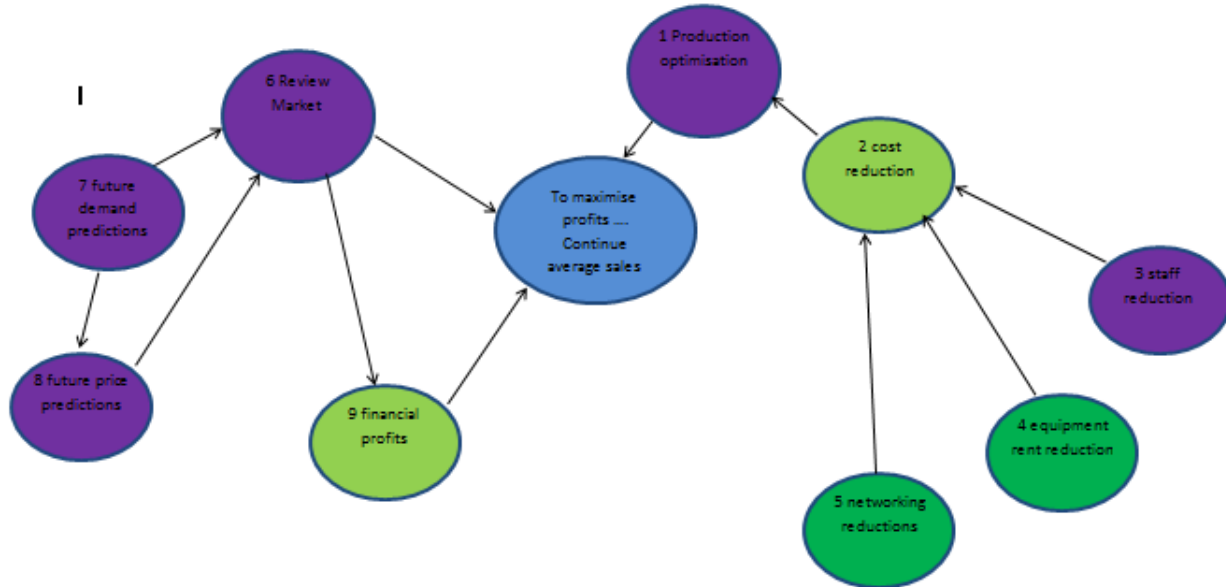 1 Production
optimisation
6 Review
Market
I
2 cost
reduction
7 future
demand
predictions
To maximise
profits ....
Continue
average sales
3 staff
reduction
8 future price
predictions
9 financial
profits
4 equipment
rent reduction
5 networking
reductions